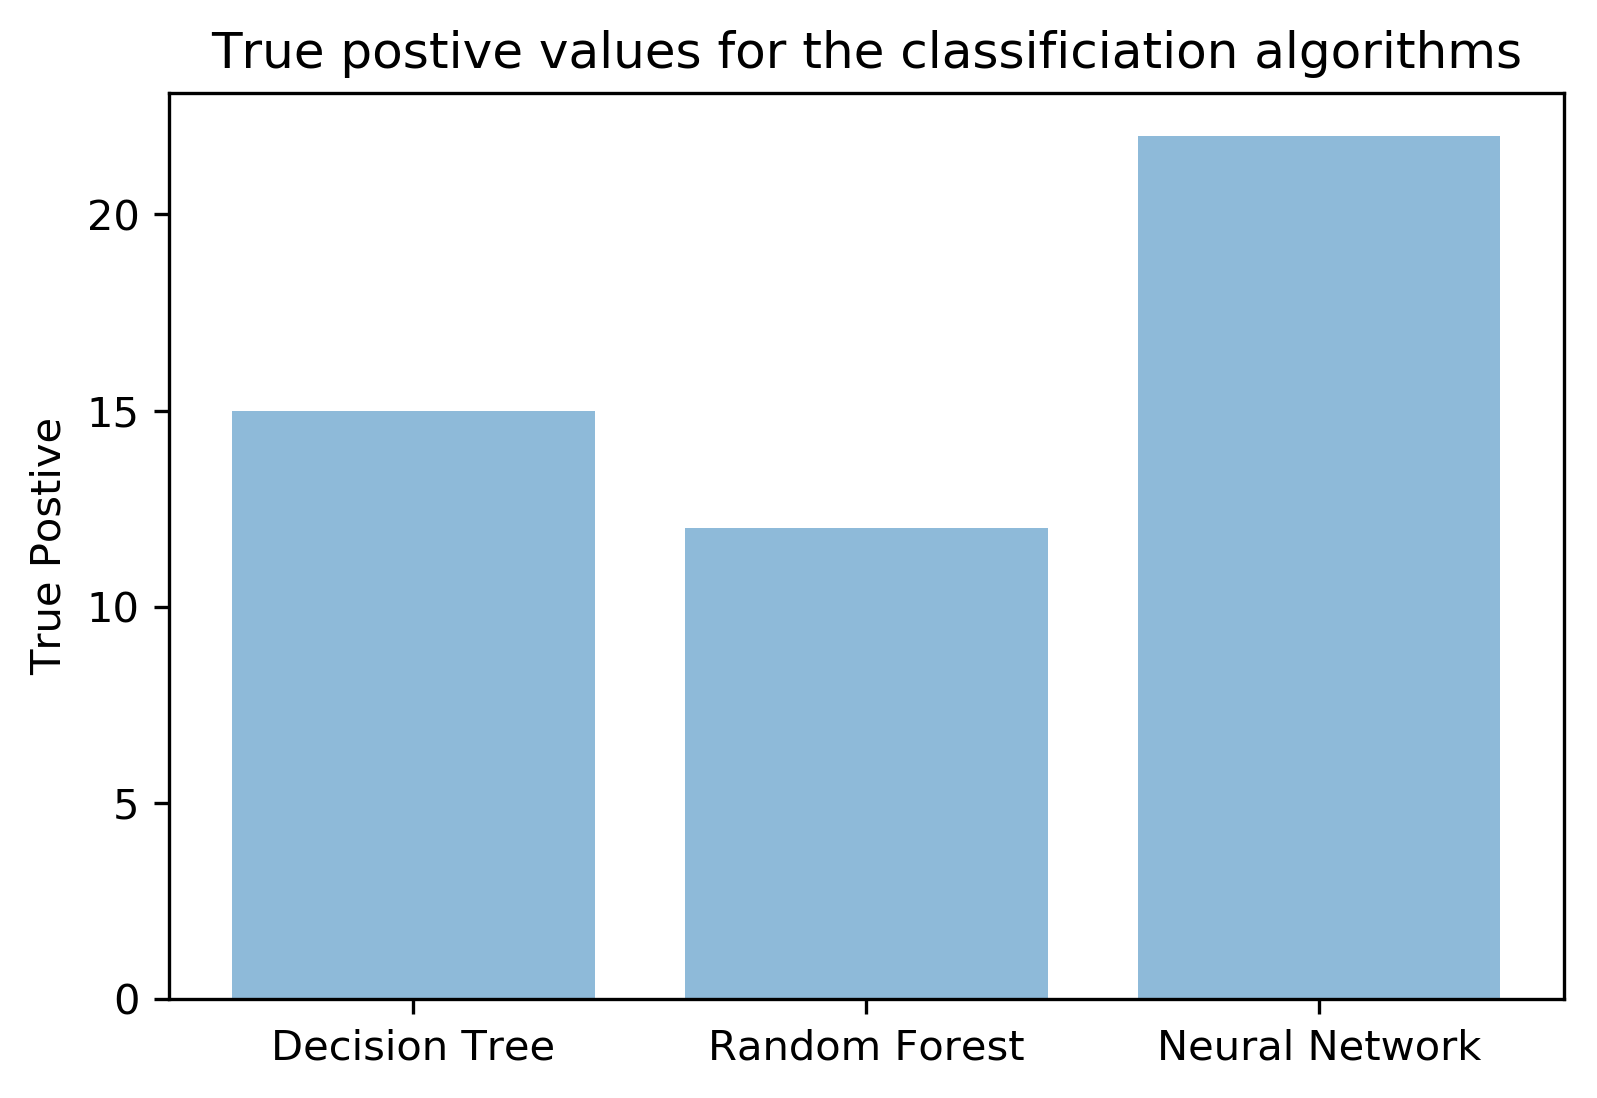 True postive values for the classificiation algorithms
True Postive
20
15
10
5
0
Decision Tree
Random Forest
Neural Network